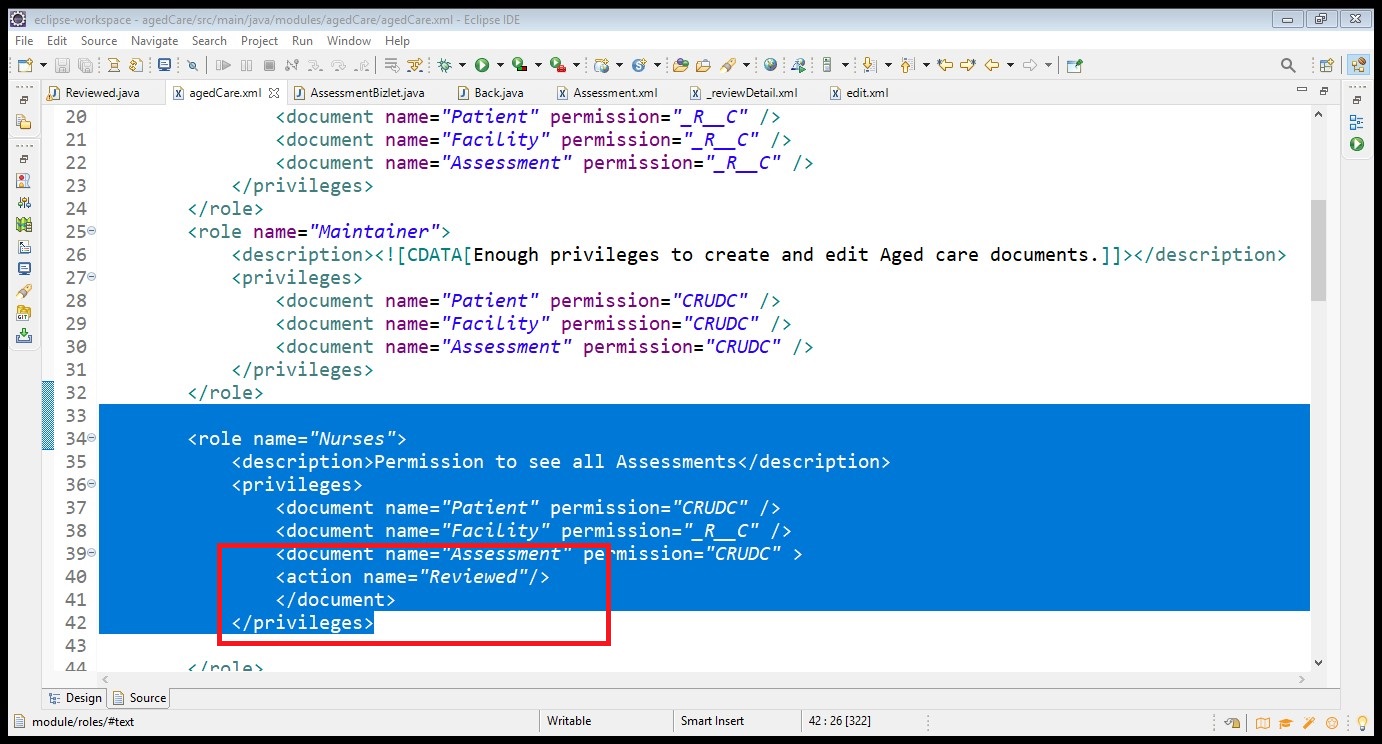 eclipse-workspace - agedCare/src/main/java/modules/agedCare/agedCare.xml - Eclipse IDE
File Edit Source Navigate Search Project Run Window Help
Reviewed.java agedCare.xml AssessmentBizlet.java Back.java Assessment.xml _reviewDetail.xml edit.xml
20 <document name="Patient" permission="_R__C" />
21 <document name="Facility" permission="_R__C" />
22 <document name="Assessment" permission="_R__C" />
23 </privileges>
24 </role>
25 <role name="Maintainer">
26 <description><![CDATA[Enough privileges to create and edit Aged care documents.]]></description>
27 <privileges>
28 <document name="Patient" permission="CRUDC" />
29 <document name="Facility" permission="CRUDC" />
30 <document name="Assessment" permission="CRUDC" />
31 </privileges>
32 </role>
33
34 <role name="Nurses">
35 <description>Permission to see all Assessments</description>
36 <privileges>
37 <document name="Patient" permission="CRUDC" />
38 <document name="Facility" permission="_R__C" />
39 <document name="Assessment" permission="CRUDC" >
40 <action name="Reviewed"/>
41 </document>
42 </privileges>
43
44 </role>
Design Source
module/roles/#text Writable Smart Insert 42 : 26 [322]